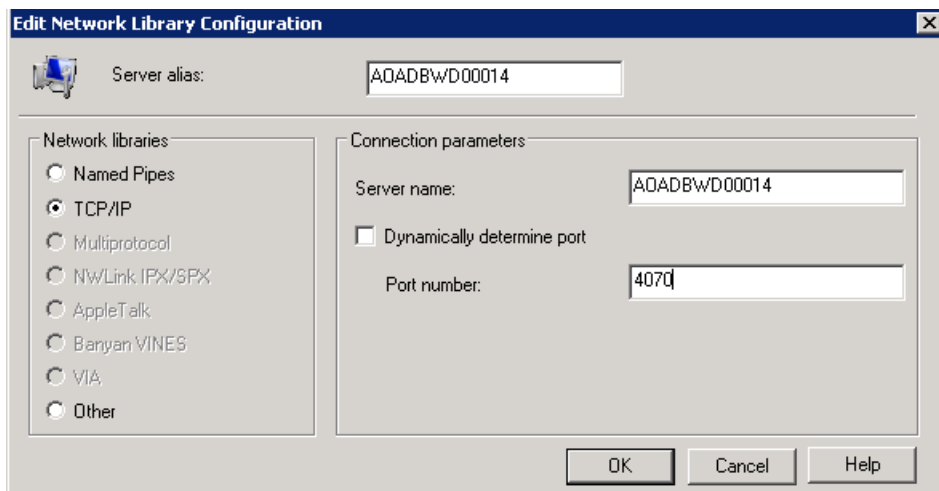 Edit Network Library Configuration
Server alias:
AOADBWD00014
Network libraries
Named Pipes
TCP/IP
Multiprotocol
NWLink IPX/SPX
AppleTalk
Banyan VINES
VIA
Other
Connection parameters
Server name:
AOADBWD00014
Dynamically determine port
Port number:
4070
OK
Cancel
Help